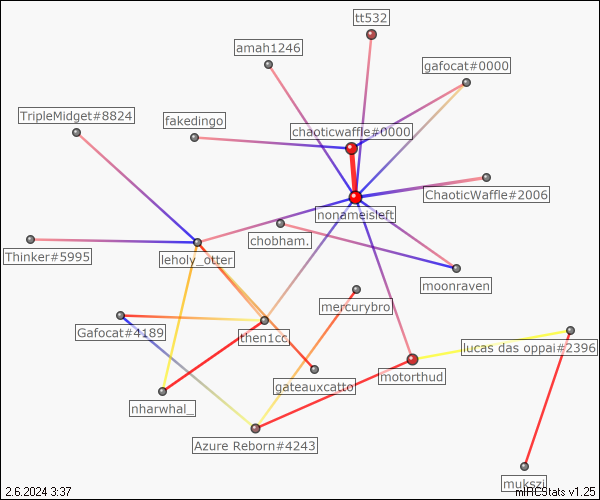 tt532
amah1246
gafocat#0000
TripleMidget#8824
fakedingo
chaoticwaffle#0000
ChaoticWaffle#2006
nonameisleft
chobham.
Thinker#5995
leholy_otter
moonraven
mercurybro
Gafocat#4189
then1cc
lucas das oppai#2396
gateauxcatto
motorthud
nharwhal_
Azure Reborn#4243
mukszi
2.6.2024 3:37
mIRCStats v1.25